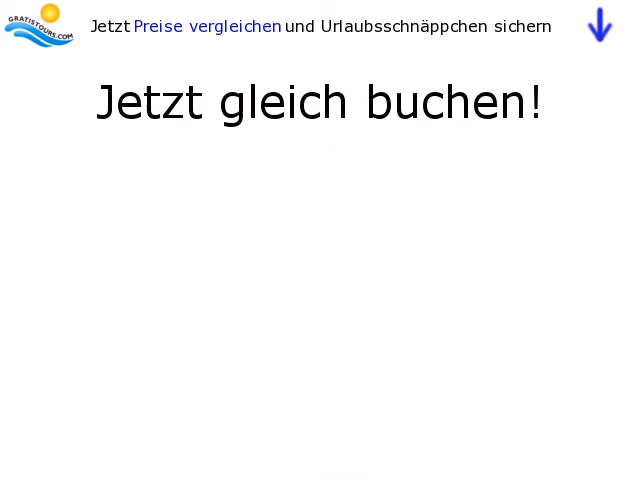 GRATISTOURS.COM
Jetzt Preise vergleichen und Urlaubsschnäppchen sichern
Jetzt gleich buchen!